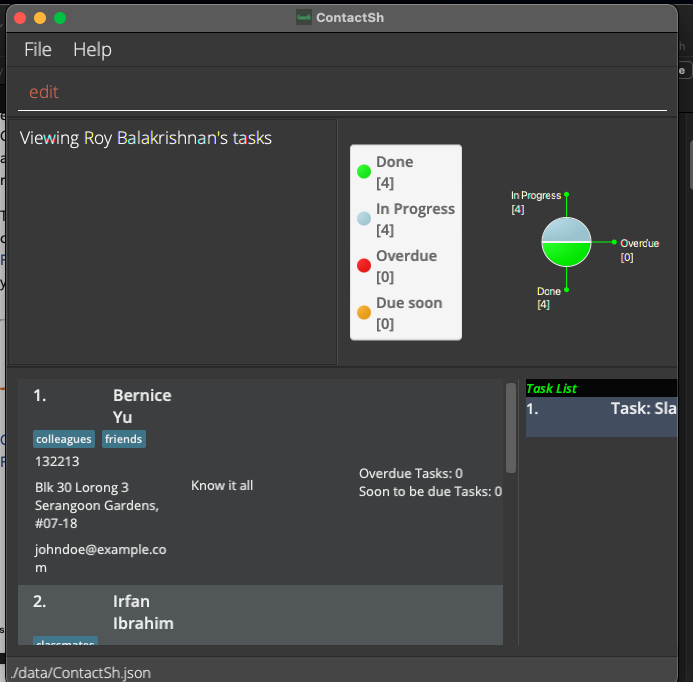 ContactSh
File Help
edit
Viewing Roy Balakrishnan's tasks
Done
[4]
In Progress
[4]
Overdue
[0]
Due soon
[0]
In Progress
[4]
Overdue
[0]
Done
[4]
1. Bernice
Yu
colleagues friends
132213
Blk 30 Lorong 3
Serangoon Gardens,
#07-18
johndoe@example.co
m
Know it all
Overdue Tasks: 0
Soon to be due Tasks: 0
2. Irfan
Ibrahim
classmates
Task List
1. Task: Sla
./data/ContactSh.json